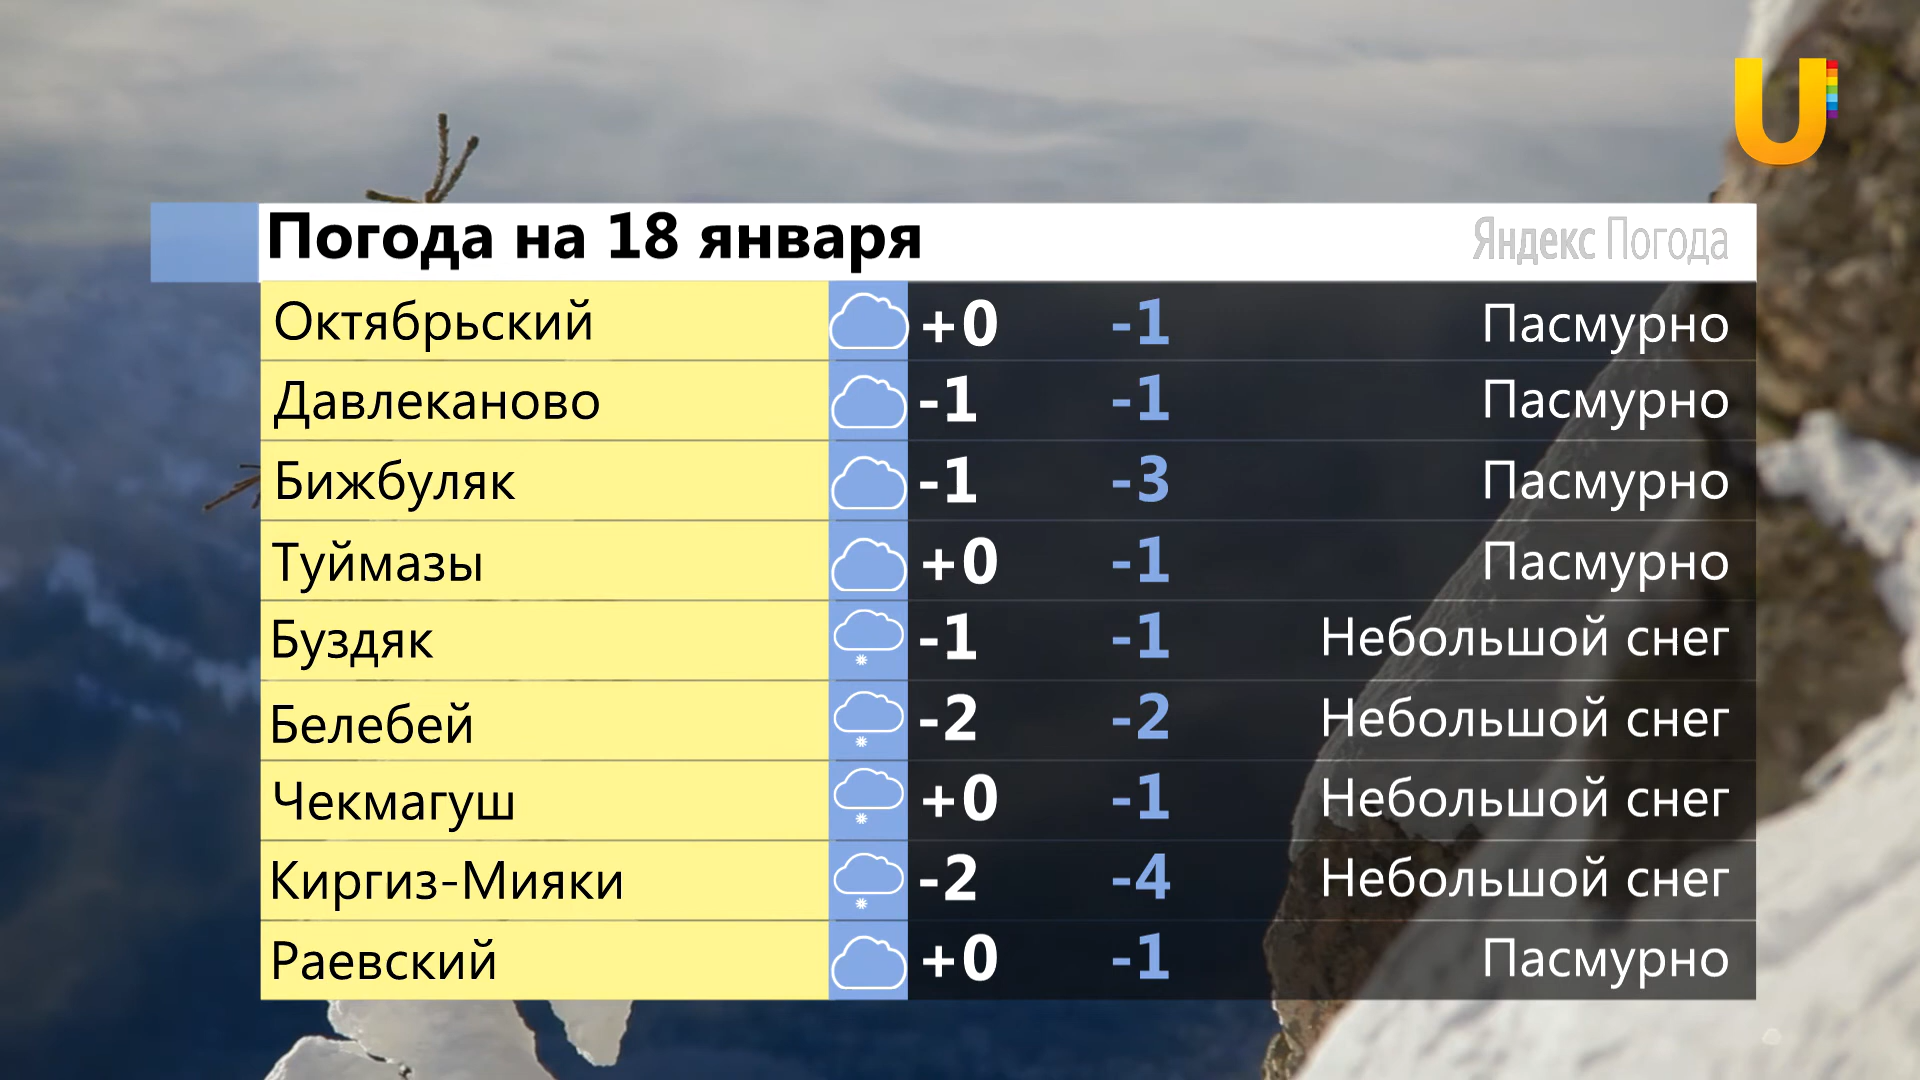 U
Погода на 18 января Яндекс Погода
Октябрьский +0 -1 Пасмурно
Давлеканово -1 -1 Пасмурно
Бижбуляк -1 -3 Пасмурно
Туймазы +0 -1 Пасмурно
Буздяк -1 -1 Небольшой снег
Белебей -2 -2 Небольшой снег
Чекмагуш +0 -1 Небольшой снег
Киргиз-Мияки -2 -4 Небольшой снег
Раевский +0 -1 Пасмурно